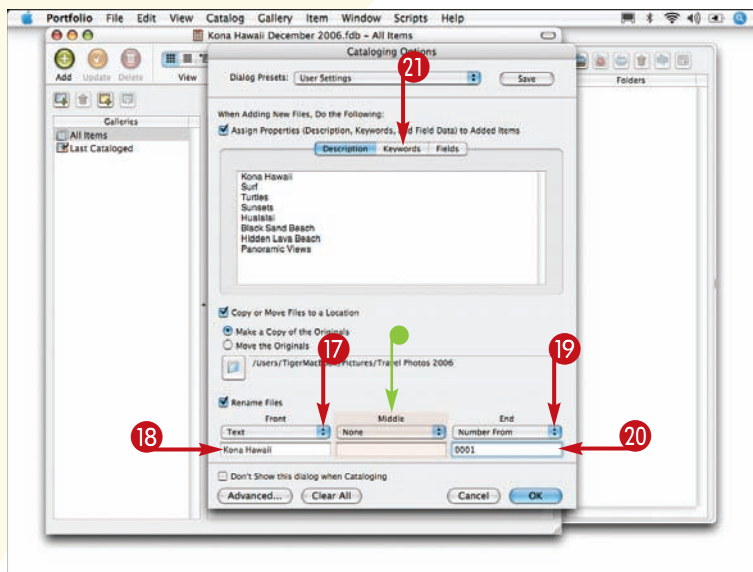 Portfolio File Edit View Catalog Gallery Item Window Scripts Help
Kona Hawaii December 2006.fdb – All Items
Cataloging Options
21
Add Update Delete View
Dialog Presets: User Settings Save
Folders
When Adding New Files, Do the Following:
Galleries
Assign Properties (Description, Keywords, and Field Data) to Added Items
All Items
Last Cataloged
Description Keywords Fields
Kona Hawaii
Surf
Turtles
Sunsets
Hualalai
Black Sand Beach
Hidden Lava Beach
Panoramic Views
Copy or Move Files to a Location
Make a Copy of the Originals
Move the Originals
17
19
/Pictures/Travel Photos 2006
Rename Files
Front Middle End
18
Text None Number From
20
Kona Hawaii 0001
Don't Show this dialog when Cataloging
Advanced... Clear All Cancel OK